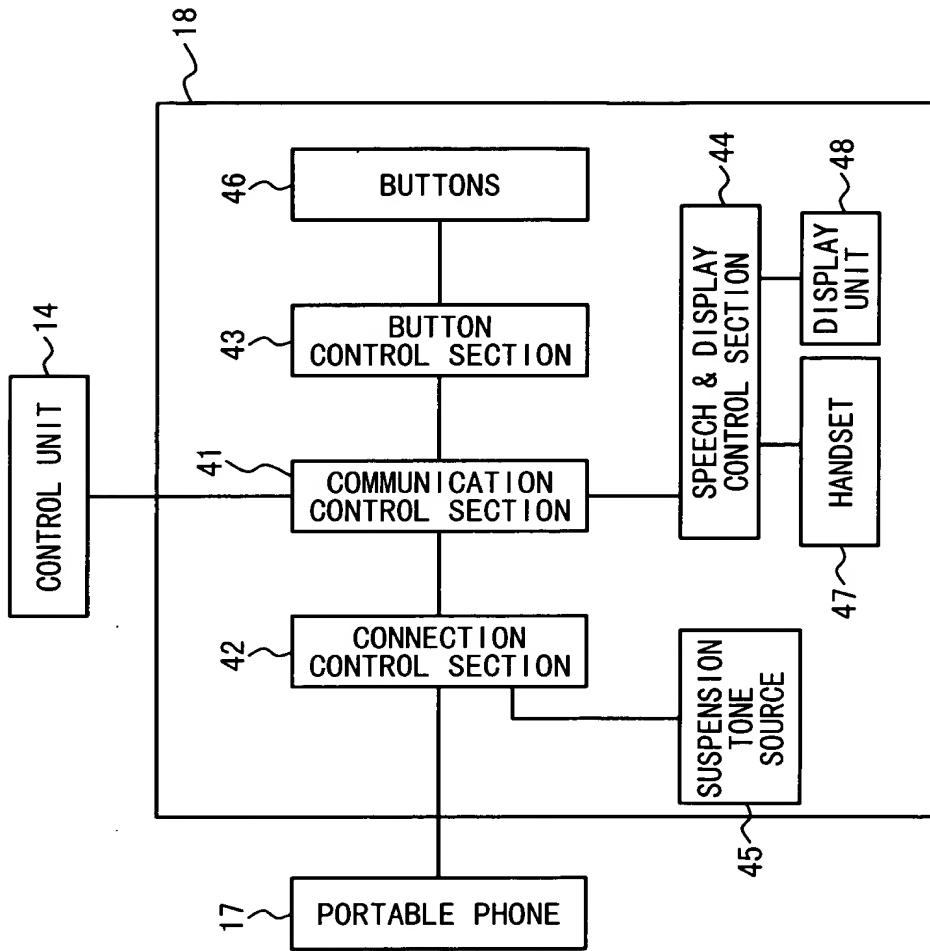 18
CONTROL UNIT
14
46
BUTTONS
43
BUTTON
CONTROL SECTION
41
COMMUNICATION
CONTROL SECTION
42
CONNECTION
CONTROL SECTION
17
PORTABLE PHONE
44
SPEECH & DISPLAY
CONTROL SECTION
48
DISPLAY
UNIT
HANDSET
47
SUSPENSION
TONE
SOURCE
45